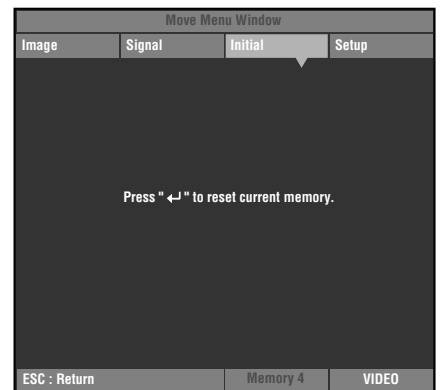 Move Menu Window
Image Signal Initial Setup
Press " ↵ " to reset current memory.
ESC : Return Memory 4 VIDEO